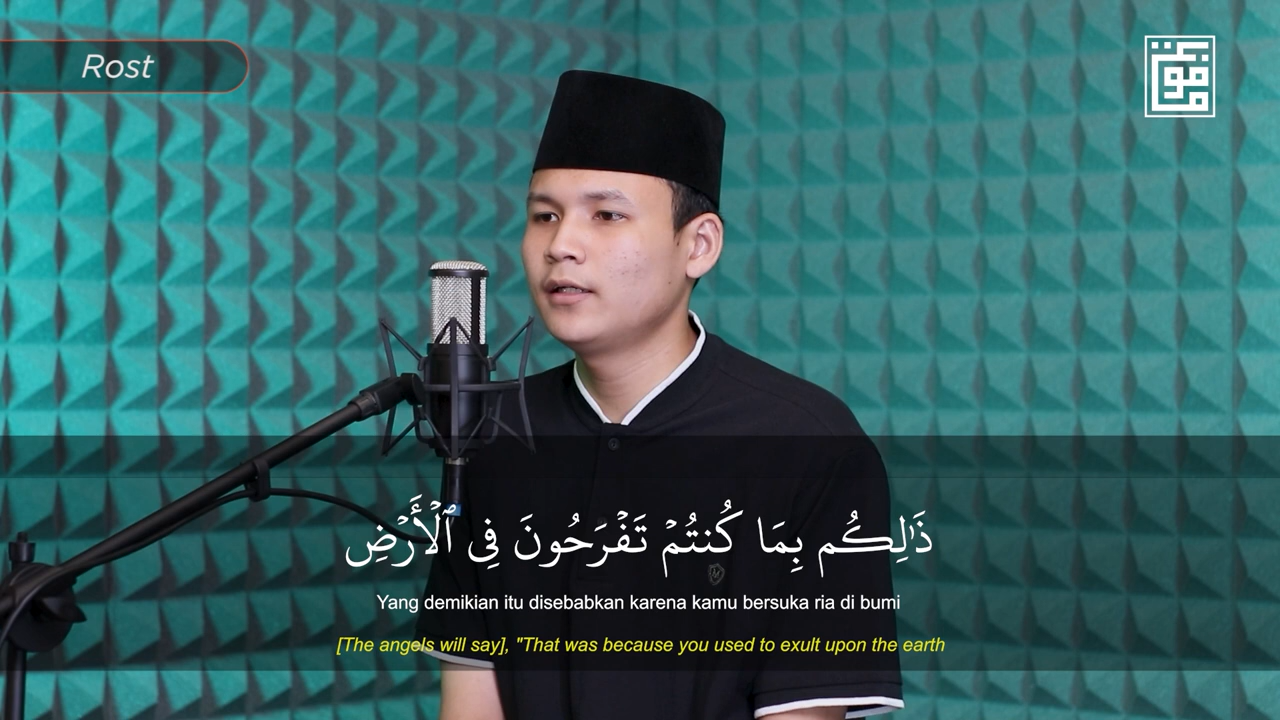 Rost
ذَٰلِكُم بِمَا كُنتُمْ تَفْرَحُونَ فِى ٱلْأَرْضِ
Yang demikian itu disebabkan karena kamu bersuka ria di bumi
[The angels will say], "That was because you used to exult upon the earth